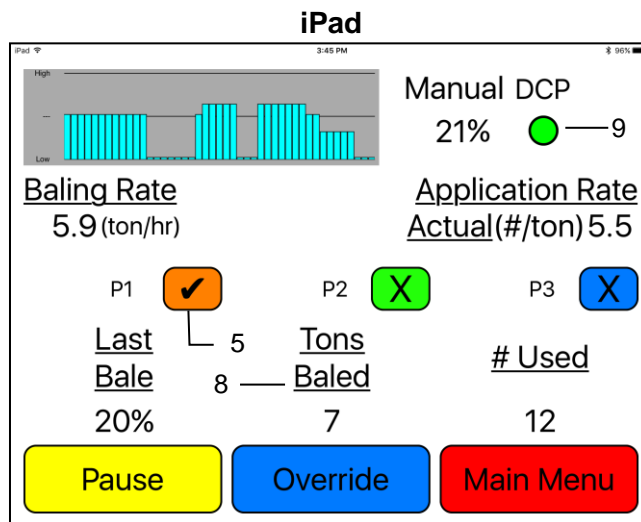 iPad
iPad 3:45 PM 96%
High
Manual DCP
21% 9
Low
Baling Rate
5.9 (ton/hr)
Application Rate
Actual(#/ton) 5.5
P1 ✔ P2 X P3 X
5
Last Bale
8 Tons Baled
# Used
20% 7 12
Pause Override Main Menu